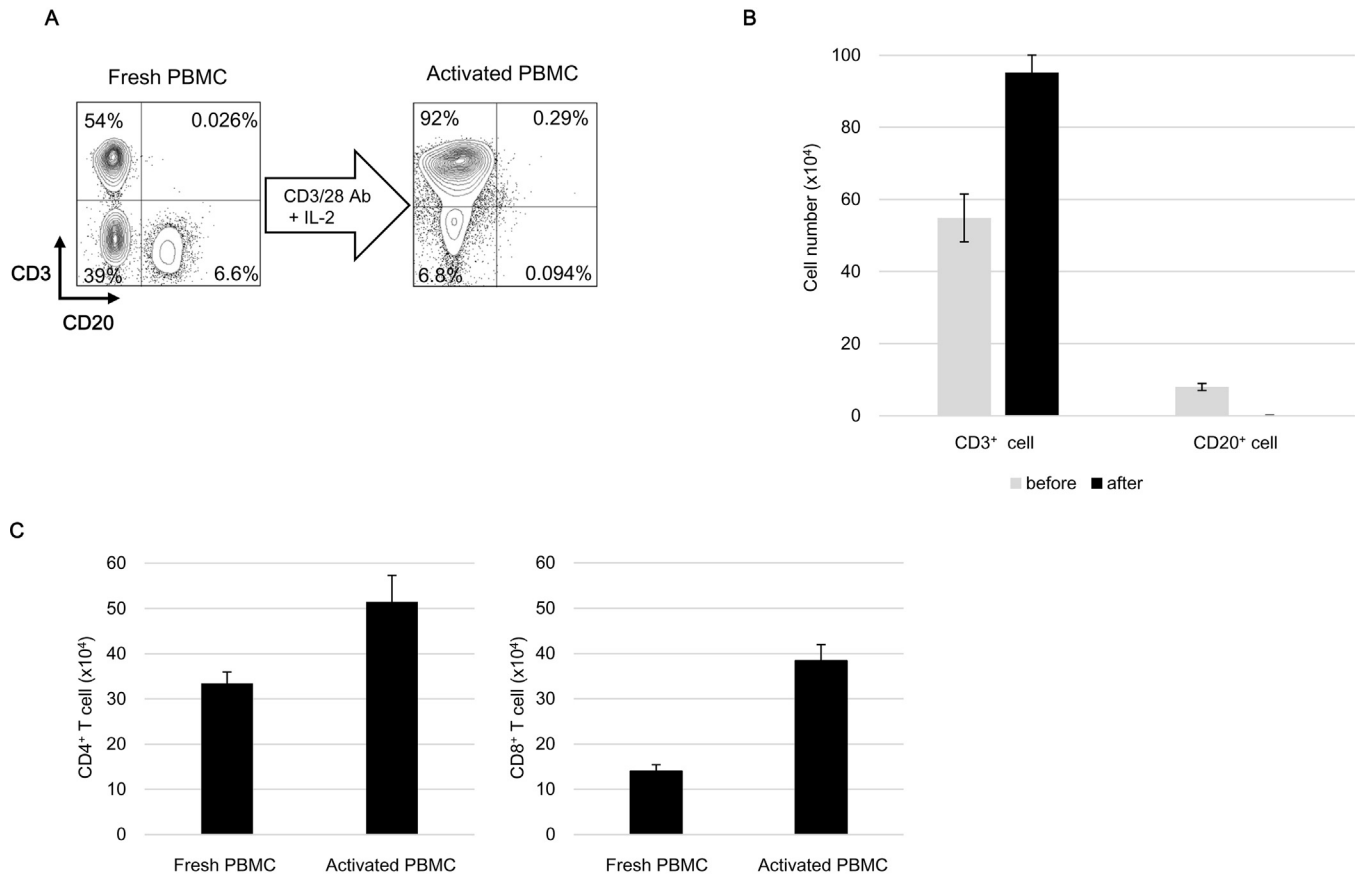 A
Fresh PBMC
54%
0.026%
39%
6.6%
CD3
CD20
CD3/28 Ab
+ IL-2
Activated PBMC
92%
0.29%
6.8%
0.094%
B
Cell number (x10⁴)
100
80
60
40
20
0
CD3⁺ cell
CD20⁺ cell
before
after
C
CD4⁺ T cell (x10⁴)
60
50
40
30
20
10
0
Fresh PBMC
Activated PBMC
CD8⁺ T cell (x10⁴)
60
50
40
30
20
10
0
Fresh PBMC
Activated PBMC